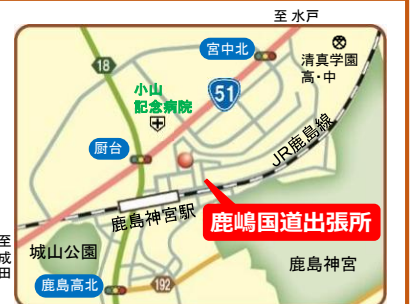 至 水戸
宮中北
清真学園
高・中
18
小山
記念病院
51
厨台
JR鹿島線
鹿島神宮駅
鹿嶋国道出張所
至
成
田
城山公園
鹿島神宮
鹿島高北
192